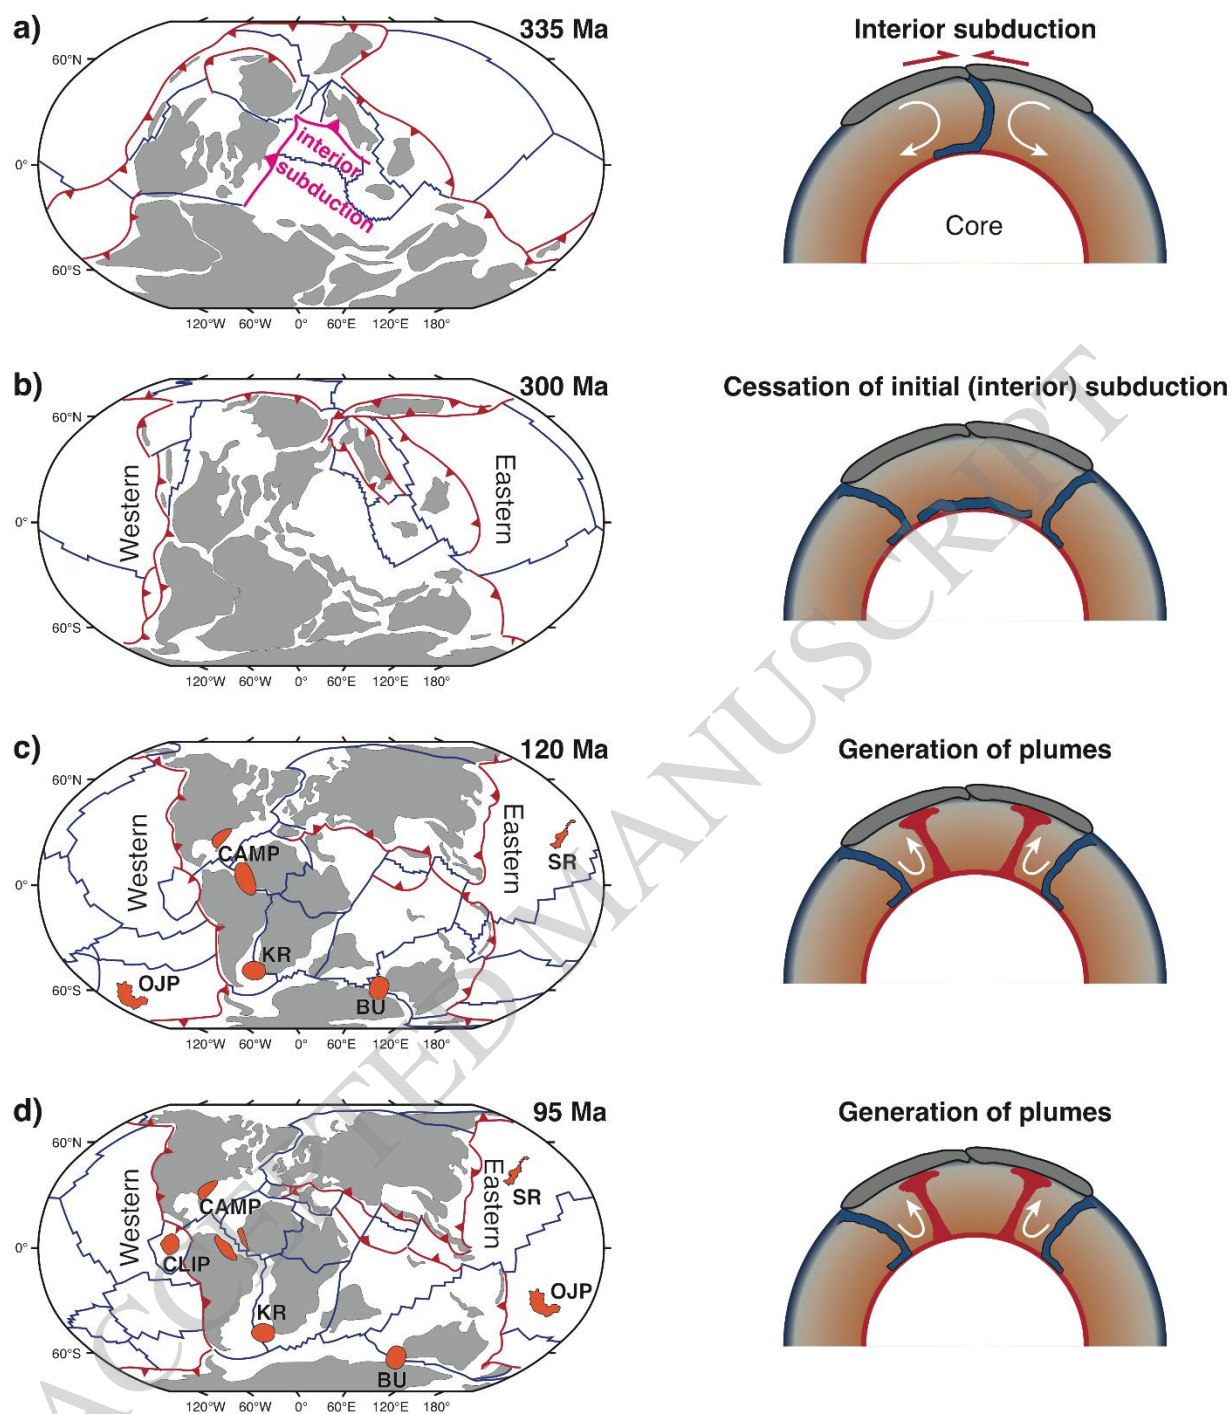 a)
335 Ma
Interior subduction
60°N
0°
60°S
interior
subduction
Core
120°W 60°W 0° 60°E 120°E 180°
b)
300 Ma
Cessation of initial (interior) subduction
60°N
0°
60°S
Western
Eastern
120°W 60°W 0° 60°E 120°E 180°
c)
120 Ma
Generation of plumes
60°N
0°
60°S
Western
Eastern
CAMP
SR
KR
OJP
BU
120°W 60°W 0° 60°E 120°E 180°
d)
95 Ma
Generation of plumes
60°N
0°
60°S
Western
Eastern
CAMP
SR
CLIP
OJP
KR
BU
120°W 60°W 0° 60°E 120°E 180°
ACCEPTED MANUSCRIPT